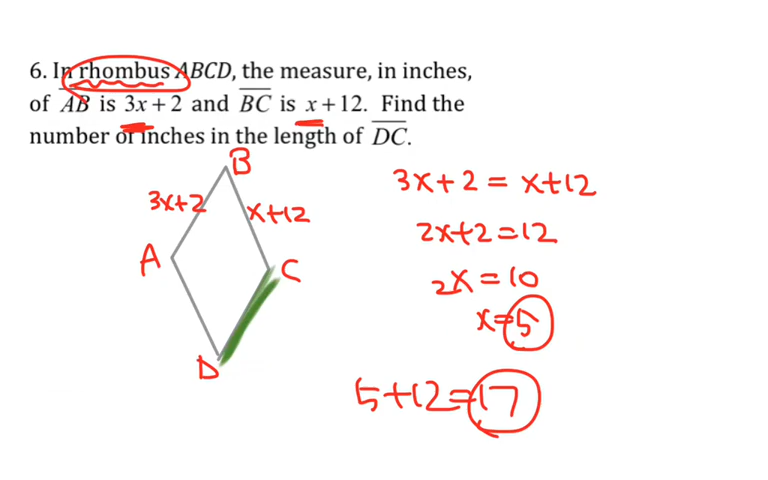 6. In rhombus ABCD, the measure, in inches,
of AB is 3x + 2 and BC is x + 12. Find the
number of inches in the length of DC.
B
3x+2
x+12
A
C
D
3x+2 = x+12
2x+2=12
2x = 10
x=5
5+12=17